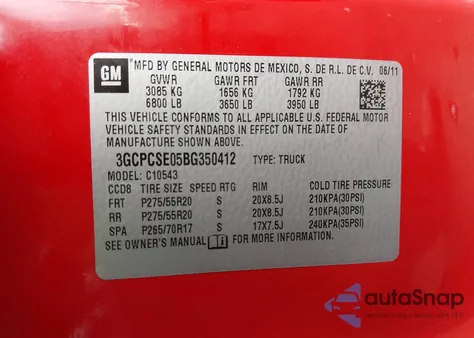 GM
MFD BY GENERAL MOTORS DE MEXICO, S. DE R.L. DE C.V. 06/11
GVWR GAWR FRT GAWR RR
3085 KG 1656 KG 1792 KG
6800 LB 3650 LB 3950 LB
THIS VEHICLE CONFORMS TO ALL APPLICABLE U.S. FEDERAL MOTOR
VEHICLE SAFETY STANDARDS IN EFFECT ON THE DATE OF
MANUFACTURE SHOWN ABOVE.
3GCPCSE05BG350412 TYPE: TRUCK
MODEL: C10543
CCD8 TIRE SIZE SPEED RTG RIM COLD TIRE PRESSURE
FRT P275/55R20 S 20X8.5J 210KPA(30PSI)
RR P275/55R20 S 20X8.5J 210KPA(30PSI)
SPA P265/70R17 S 17X7.5J 240KPA(35PSI)
SEE OWNER'S MANUAL FOR MORE INFORMATION
autoSnap